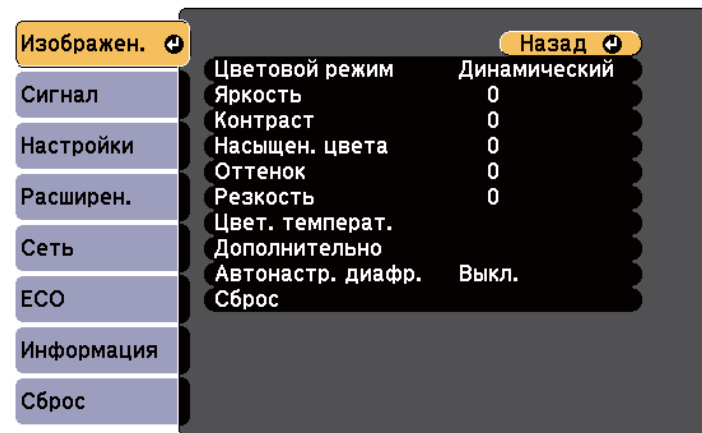 Изображен.
Сигнал
Настройки
Расширен.
Сеть
ECO
Информация
Сброс
Назад
Цветовой режим Динамический
Яркость 0
Контраст 0
Насыщен. цвета 0
Оттенок 0
Резкость 0
Цвет. температ.
Дополнительно
Автонастр. диафр. Выкл.
Сброс